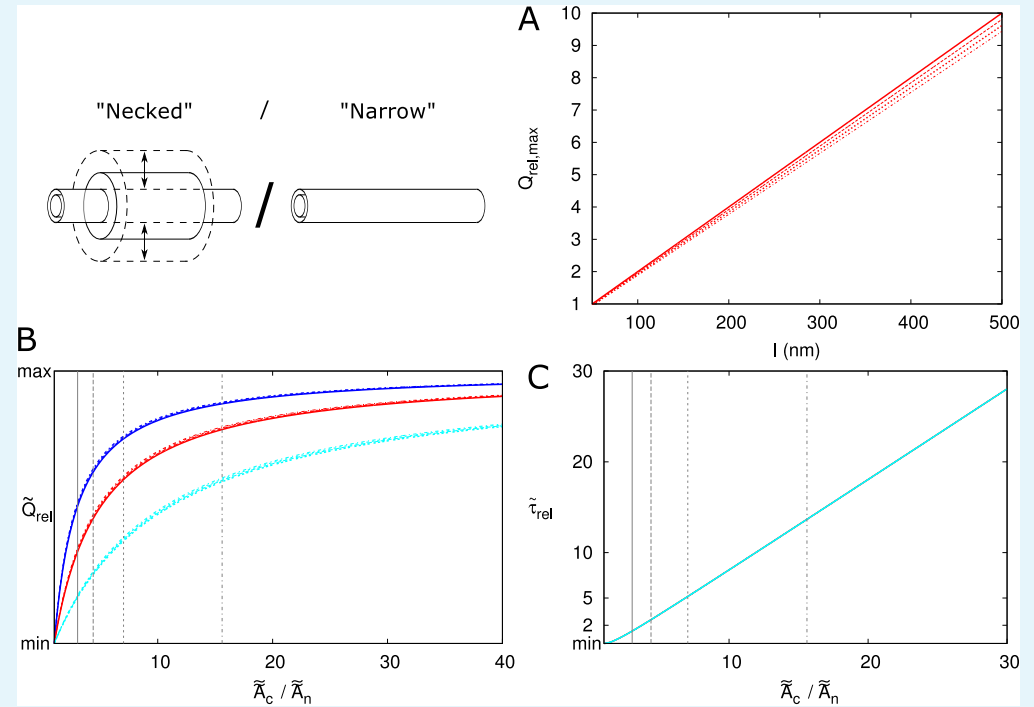 A
"Necked" / "Narrow"
/
Q_rel,max
10
9
8
7
6
5
4
3
2
1
100 200 300 400 500
l (nm)
B
max
Q̃_rel
min
10 20 30 40
Ã_c / Ã_n
C
30
20
τ̃_rel
10
5
2
min
10 20 30
Ã_c / Ã_n